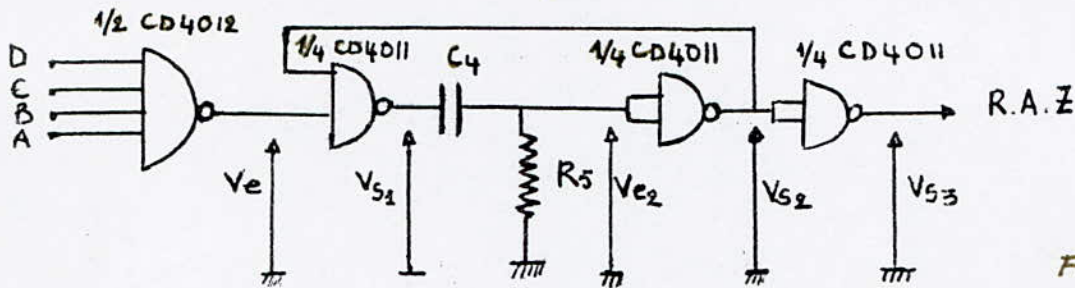 1/2 CD4012
1/4 CD4011
C4
1/4 CD4011
1/4 CD4011
D
C
B
A
R.A.Z
Ve
VS1
R5
Ve2
VS2
VS3
F